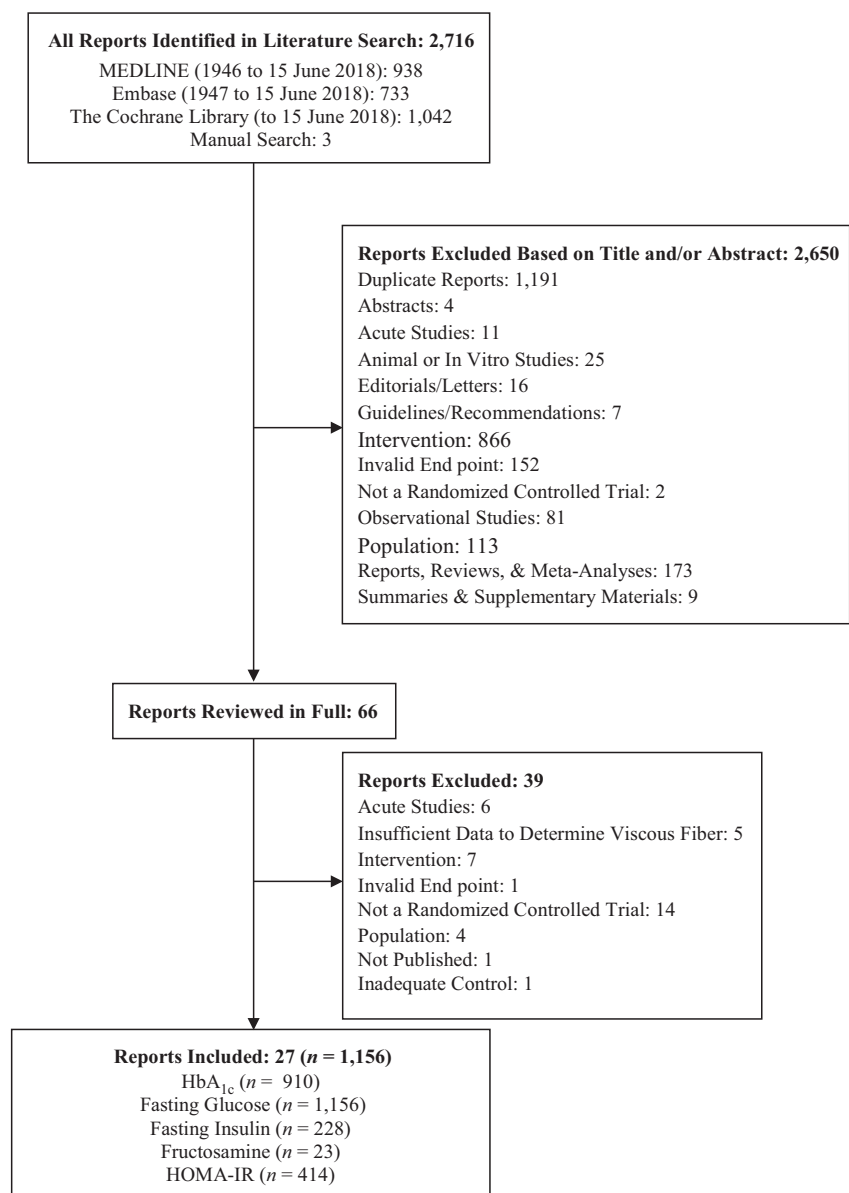 All Reports Identified in Literature Search: 2,716
MEDLINE (1946 to 15 June 2018): 938
Embase (1947 to 15 June 2018): 733
The Cochrane Library (to 15 June 2018): 1,042
Manual Search: 3
Reports Excluded Based on Title and/or Abstract: 2,650
Duplicate Reports: 1,191
Abstracts: 4
Acute Studies: 11
Animal or In Vitro Studies: 25
Editorials/Letters: 16
Guidelines/Recommendations: 7
Intervention: 866
Invalid End point: 152
Not a Randomized Controlled Trial: 2
Observational Studies: 81
Population: 113
Reports, Reviews, & Meta-Analyses: 173
Summaries & Supplementary Materials: 9
Reports Reviewed in Full: 66
Reports Excluded: 39
Acute Studies: 6
Insufficient Data to Determine Viscous Fiber: 5
Intervention: 7
Invalid End point: 1
Not a Randomized Controlled Trial: 14
Population: 4
Not Published: 1
Inadequate Control: 1
Reports Included: 27 (n = 1,156)
HbA1c (n = 910)
Fasting Glucose (n = 1,156)
Fasting Insulin (n = 228)
Fructosamine (n = 23)
HOMA-IR (n = 414)